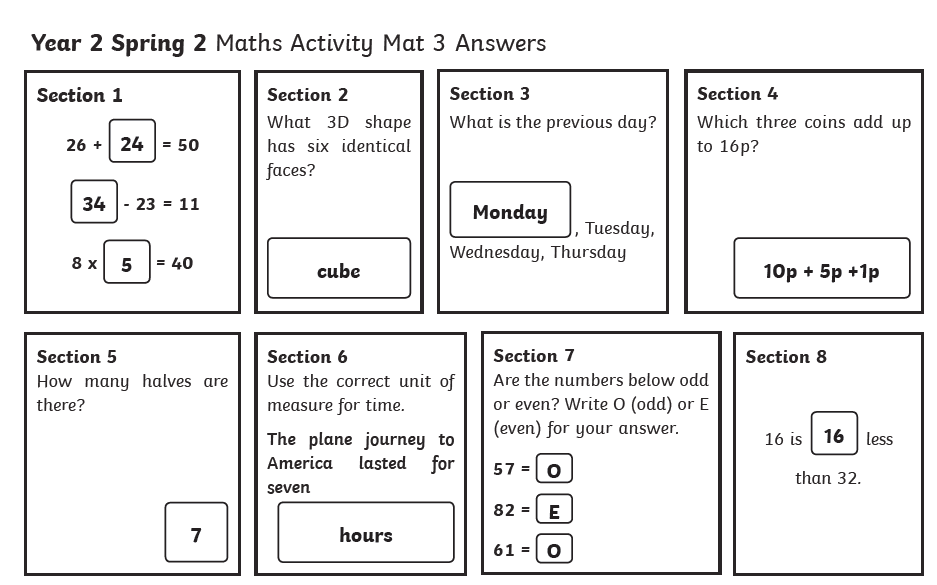 Year 2 Spring 2 Maths Activity Mat 3 Answers
Section 1
26 + 24 = 50
34 - 23 = 11
8 x 5 = 40
Section 2
What 3D shape
has six identical
faces?
cube
Section 3
What is the previous day?
Monday , Tuesday,
Wednesday, Thursday
Section 4
Which three coins add up
to 16p?
10p + 5p +1p
Section 5
How many halves are
there?
7
Section 6
Use the correct unit of
measure for time.
The plane journey to
America lasted for
seven
hours
Section 7
Are the numbers below odd
or even? Write O (odd) or E
(even) for your answer.
57 = O
82 = E
61 = O
Section 8
16 is 16 less
than 32.